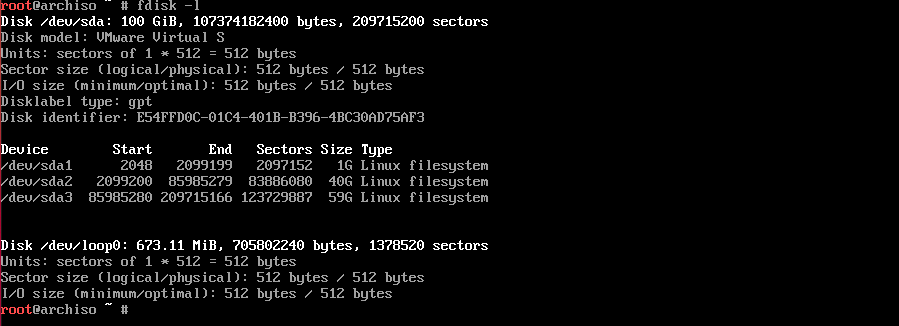 root@archiso ~ # fdisk -l
Disk /dev/sda: 100 GiB, 107374182400 bytes, 209715200 sectors
Disk model: VMware Virtual S
Units: sectors of 1 * 512 = 512 bytes
Sector size (logical/physical): 512 bytes / 512 bytes
I/O size (minimum/optimal): 512 bytes / 512 bytes
Disklabel type: gpt
Disk identifier: E54FFD0C-01C4-401B-B396-4BC30AD75AF3
Device Start End Sectors Size Type
/dev/sda1 2048 2099199 2097152 1G Linux filesystem
/dev/sda2 2099200 85985279 83886080 40G Linux filesystem
/dev/sda3 85985280 209715166 123729887 59G Linux filesystem
Disk /dev/loop0: 673.11 MiB, 705802240 bytes, 1378520 sectors
Units: sectors of 1 * 512 = 512 bytes
Sector size (logical/physical): 512 bytes / 512 bytes
I/O size (minimum/optimal): 512 bytes / 512 bytes
root@archiso ~ #